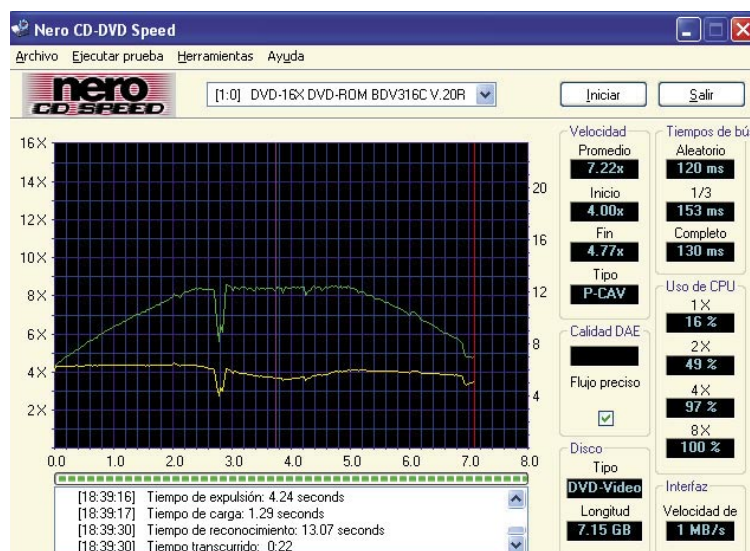 Nero CD-DVD Speed
Archivo Ejecutar prueba Herramientas Ayuda
nero
CD SPEED
[1:0] DVD-16X DVD-ROM BDV316C V.20R
Iniciar
Salir
16X
14X
12X
10X
8X
6X
4X
2X
20
16
12
8
4
0.0 1.0 2.0 3.0 4.0 5.0 6.0 7.0 8.0
Velocidad
Promedio
7.22x
Inicio
4.00x
Fin
4.77x
Tipo
P-CAV
Calidad DAE
Flujo preciso
Disco
Tipo
DVD-Video
Longitud
7.15 GB
Tiempos de bú
Aleatorio
120 ms
1/3
153 ms
Completo
130 ms
Uso de CPU
1X
16 %
2X
49 %
4X
97 %
8X
100 %
Interfaz
Velocidad de
1 MB/s
[18:39:16] Tiempo de expulsión: 4.24 seconds
[18:39:17] Tiempo de carga: 1.29 seconds
[18:39:30] Tiempo de reconocimiento: 13.07 seconds
[18:39:30] Tiempo transcurrido: 0:22